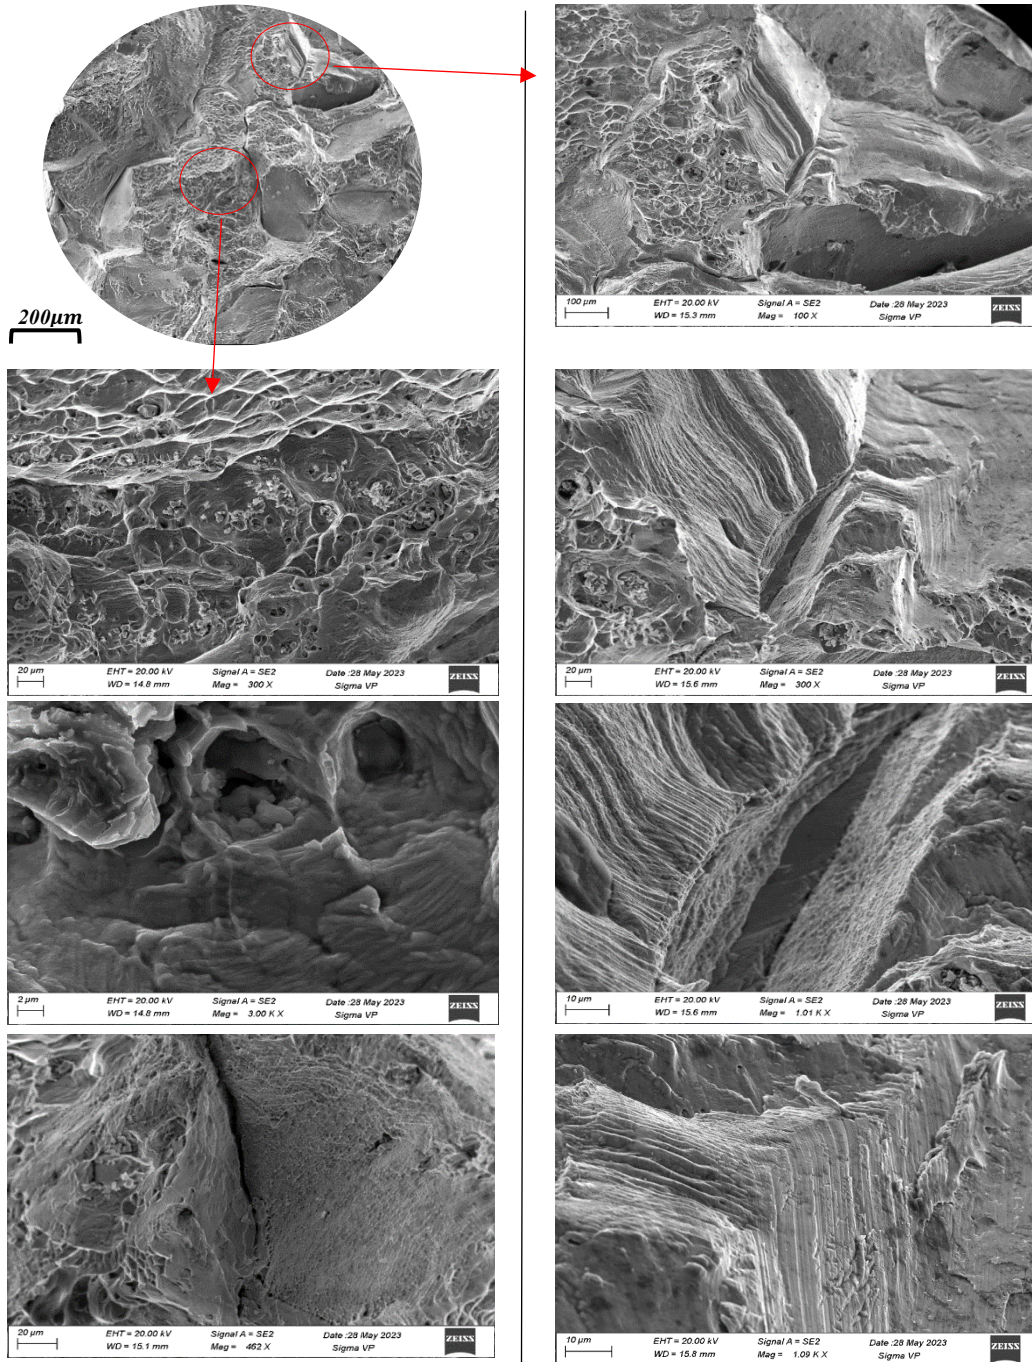 200μm
100 μm EHT = 20.00 kV Signal A = SE2 Date :28 May 2023
WD = 15.3 mm Mag = 100 X Sigma VP
ZEISS
20 μm EHT = 20.00 kV Signal A = SE2 Date :28 May 2023
WD = 14.8 mm Mag = 300 X Sigma VP
ZEISS
20 μm EHT = 20.00 kV Signal A = SE2 Date :28 May 2023
WD = 15.6 mm Mag = 300 X Sigma VP
ZEISS
2 μm EHT = 20.00 kV Signal A = SE2 Date :28 May 2023
WD = 14.8 mm Mag = 3.00 K X Sigma VP
ZEISS
10 μm EHT = 20.00 kV Signal A = SE2 Date :28 May 2023
WD = 15.6 mm Mag = 1.01 K X Sigma VP
ZEISS
20 μm EHT = 20.00 kV Signal A = SE2 Date :28 May 2023
WD = 15.1 mm Mag = 462 X Sigma VP
ZEISS
10 μm EHT = 20.00 kV Signal A = SE2 Date :28 May 2023
WD = 15.8 mm Mag = 1.09 K X Sigma VP
ZEISS